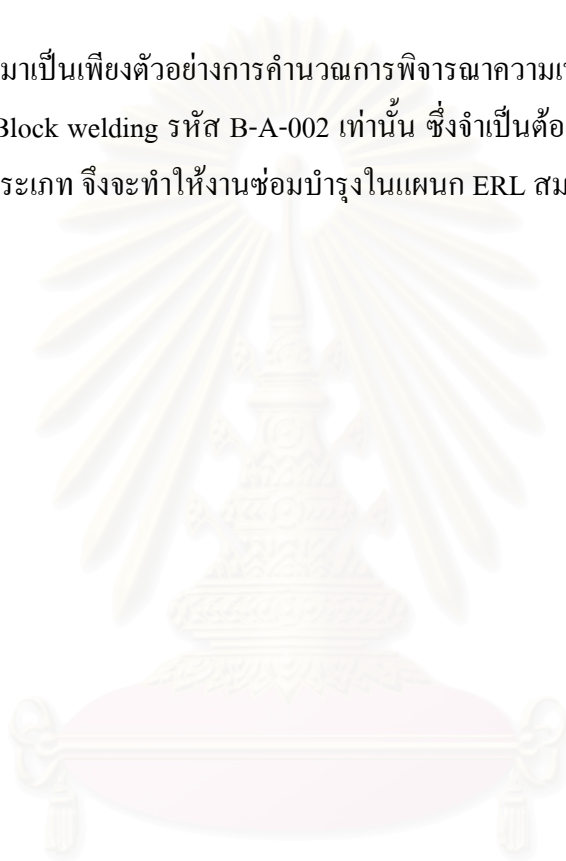 มาเป็นเพียงตัวอย่างการคำนวณการพิจารณาความ
Block welding รหัส B-A-002 เท่านั้น ซึ่งจำเป็นต้อ
ระเภท จึงจะทำให้งานซ่อมบำรุงในแผนก ERL สม